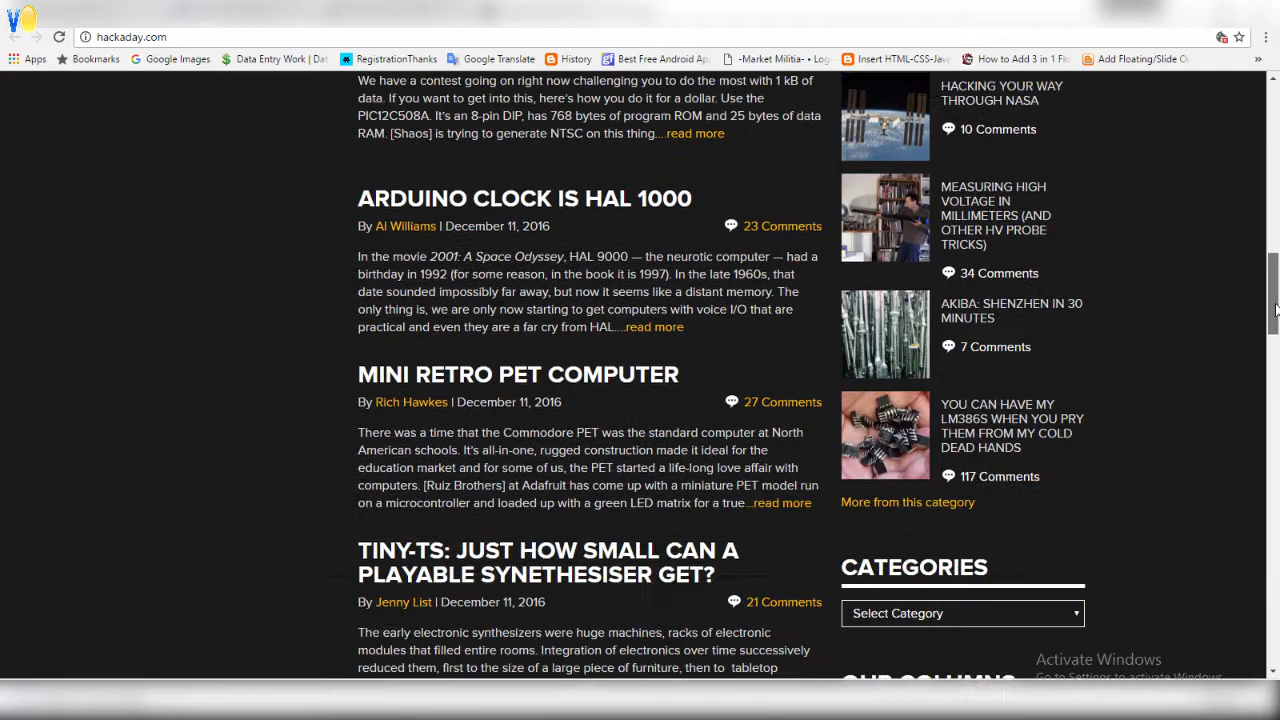 hackaday.com
Apps Bookmarks Google Images Data Entry Work | Dat RegistrationThanks Google Translate History Best Free Android Ap -Market Militia- • Log Insert HTML-CSS-Java How to Add 3 in 1 Flo Add Floating/Slide Ou »
We have a contest going on right now challenging you to do the most with 1 kB of
data. If you want to get into this, here's how you do it for a dollar. Use the
PIC12C508A. It's an 8-pin DIP, has 768 bytes of program ROM and 25 bytes of data
RAM. [Shaos] is trying to generate NTSC on this thing.…read more
ARDUINO CLOCK IS HAL 1000
By Al Williams | December 11, 2016 23 Comments
In the movie 2001: A Space Odyssey, HAL 9000 — the neurotic computer — had a
birthday in 1992 (for some reason, in the book it is 1997). In the late 1960s, that
date sounded impossibly far away, but now it seems like a distant memory. The
only thing is, we are only now starting to get computers with voice I/O that are
practical and even they are a far cry from HAL.…read more
MINI RETRO PET COMPUTER
By Rich Hawkes | December 11, 2016 27 Comments
There was a time that the Commodore PET was the standard computer at North
American schools. It's all-in-one, rugged construction made it ideal for the
education market and for some of us, the PET started a life-long love affair with
computers. [Ruiz Brothers] at Adafruit has come up with a miniature PET model run
on a microcontroller and loaded up with a green LED matrix for a true…read more
TINY-TS: JUST HOW SMALL CAN A
PLAYABLE SYNETHESISER GET?
By Jenny List | December 11, 2016 21 Comments
The early electronic synthesizers were huge machines, racks of electronic
modules that filled entire rooms. Integration of electronics over time successively
reduced them, first to the size of a large piece of furniture, then to tabletop
HACKING YOUR WAY
THROUGH NASA
10 Comments
MEASURING HIGH
VOLTAGE IN
MILLIMETERS (AND
OTHER HV PROBE
TRICKS)
34 Comments
AKIBA: SHENZHEN IN 30
MINUTES
7 Comments
YOU CAN HAVE MY
LM386S WHEN YOU PRY
THEM FROM MY COLD
DEAD HANDS
117 Comments
More from this category
CATEGORIES
Select Category
OUR COLUMNS
Activate Windows
Go to Settings to activate Windows.